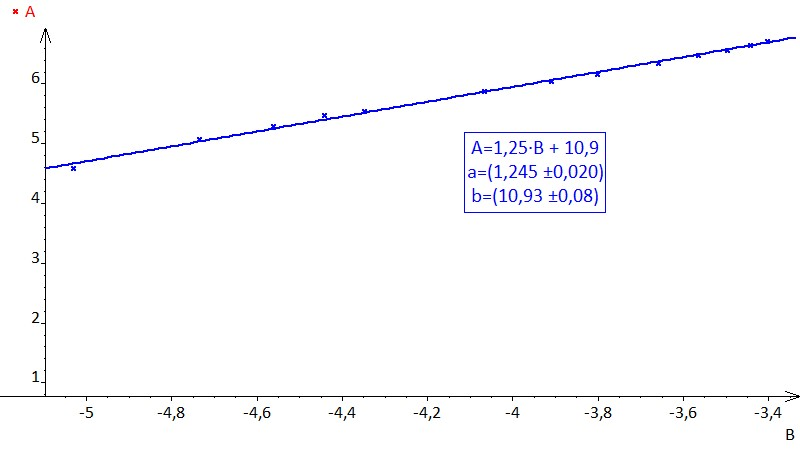 A
6
5
4
3
2
1
A=1,25·B + 10,9
a=(1,245 ±0,020)
b=(10,93 ±0,08)
-5 -4,8 -4,6 -4,4 -4,2 -4 -3,8 -3,6 -3,4
B